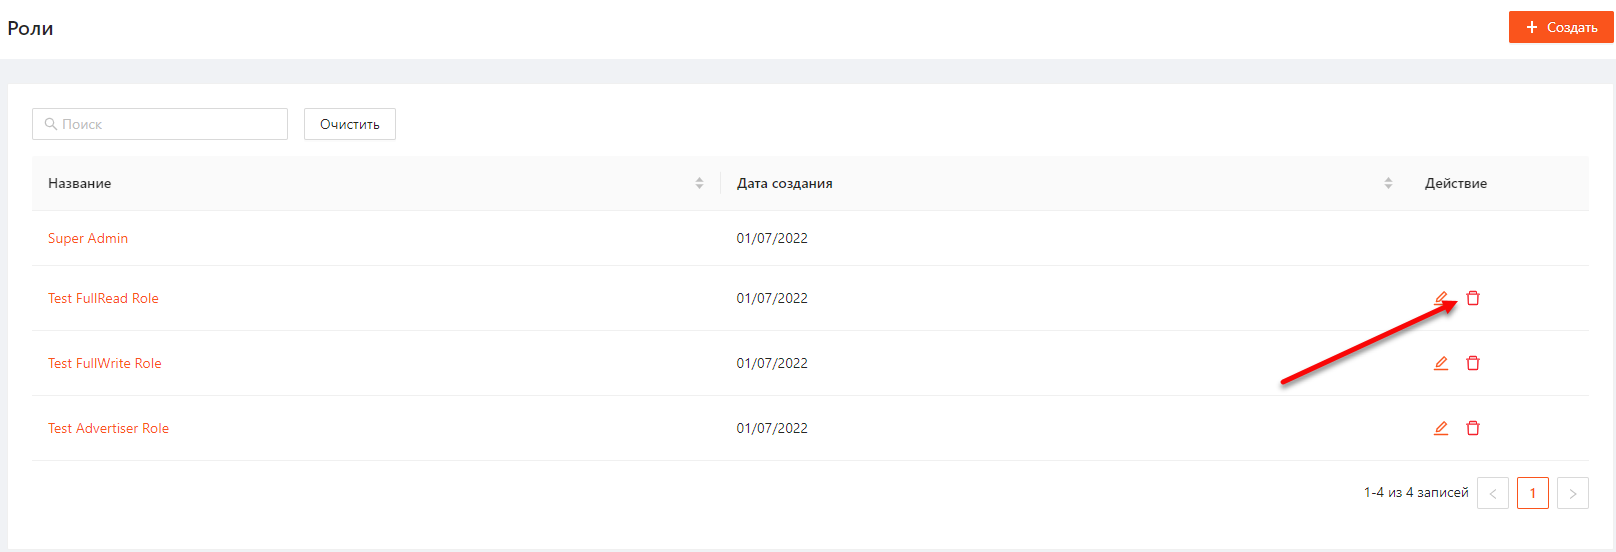 Роли
+ Создать
Поиск
Очистить
Название Дата создания Действие
Super Admin 01/07/2022
Test FullRead Role 01/07/2022
Test FullWrite Role 01/07/2022
Test Advertiser Role 01/07/2022
1-4 из 4 записей < 1 >